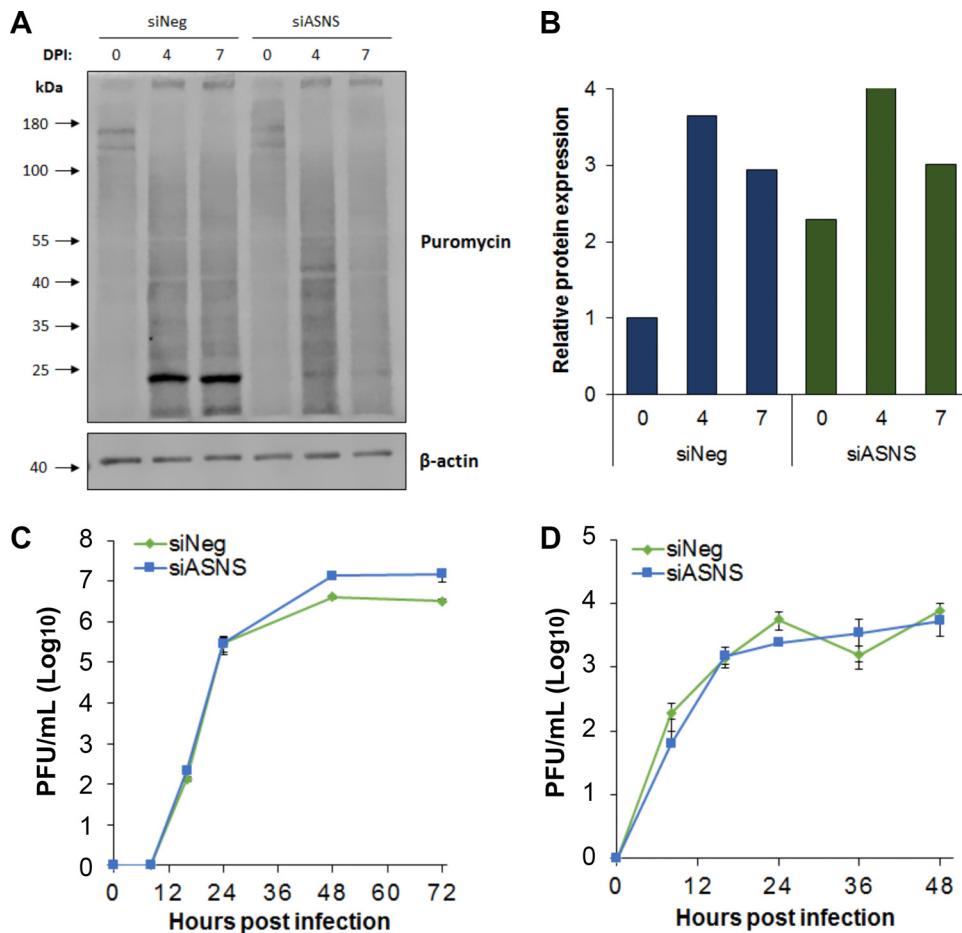 A
siNeg siASNS
DPI: 0 4 7 0 4 7
kDa
180
100
55
40
35
25
Puromycin
40
β-actin
B
Relative protein expression
4
3
2
1
0
0 4 7 0 4 7
siNeg siASNS
C
siNeg
siASNS
PFU/mL (Log10)
8
7
6
5
4
3
2
1
0
0 12 24 36 48 60 72
Hours post infection
D
siNeg
siASNS
PFU/mL (Log10)
5
4
3
2
1
0
0 12 24 36 48
Hours post infection